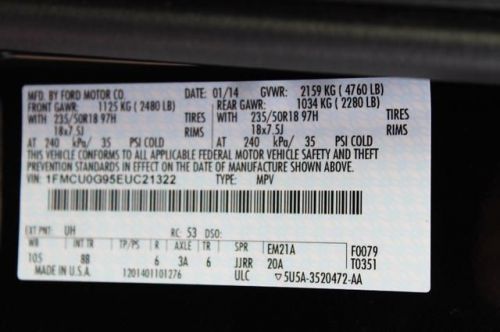 MFD. BY FORD MOTOR CO. DATE: 01/14 GVWR: 2159 KG ( 4760 LB)
FRONT GAWR: 1125 KG ( 2480 LB) REAR GAWR: 1034 KG ( 2280 LB)
WITH 235/50R18 97H TIRES WITH 235/50R18 97H TIRES
18x7.5J RIMS 18x7.5J RIMS
AT 240 kPa/ 35 PSI COLD AT 240 kPa/ 35 PSI COLD
THIS VEHICLE CONFORMS TO ALL APPLICABLE FEDERAL MOTOR VEHICLE SAFETY AND THEFT
PREVENTION STANDARDS IN EFFECT ON THE DATE OF MANUFACTURE SHOWN ABOVE.
VIN: 1FMCU0G95EUC21322 TYPE: MPV
EXT PNT: UH RC: 53 DSO:
WB INT TR TP/PS R AXLE TR SPR EM21A F0079
105 8B 6 3A 6 JJRR 20A T0351
MADE IN U.S.A. 1201401101276 ULC ▽5U5A-3520472-AA